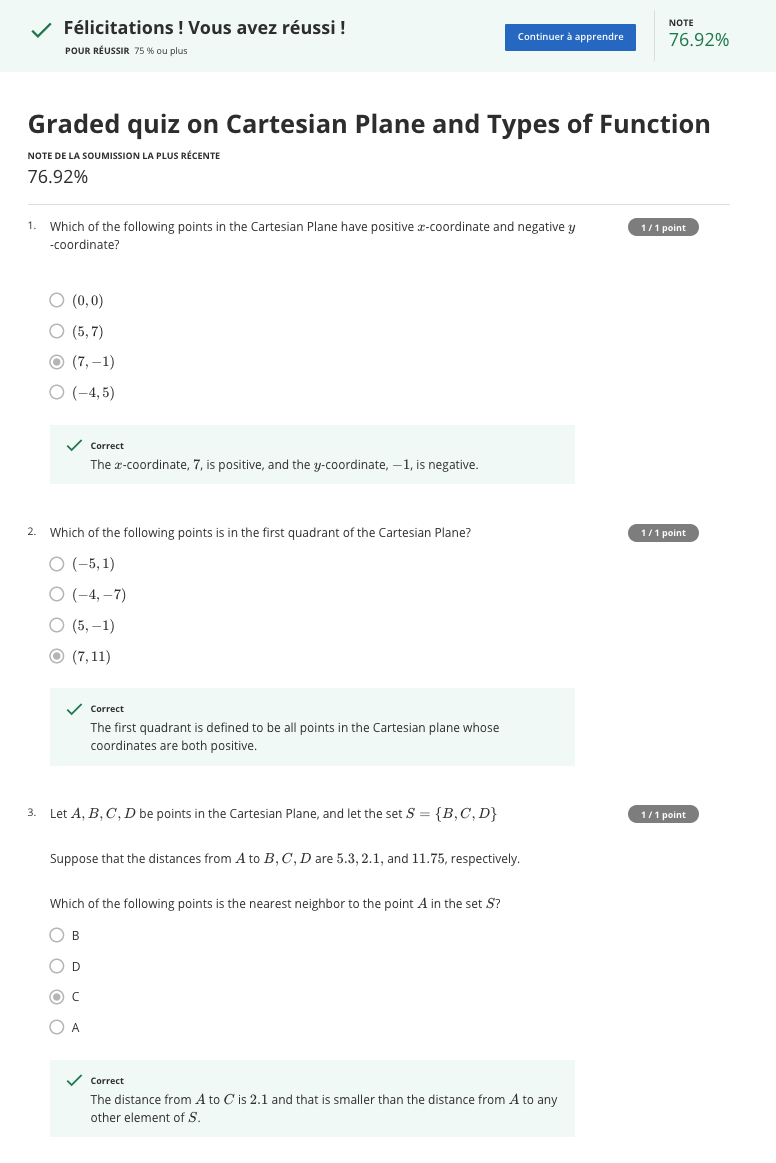 Félicitations ! Vous avez réussi !
POUR RÉUSSIR 75 % ou plus
Continuer à apprendre
NOTE
76.92%
Graded quiz on Cartesian Plane and Types of Function
NOTE DE LA SOUMISSION LA PLUS RÉCENTE
76.92%
1. Which of the following points in the Cartesian Plane have positive x-coordinate and negative y
-coordinate?
1 / 1 point
(0, 0)
(5, 7)
(7, −1)
(−4, 5)
Correct
The x-coordinate, 7, is positive, and the y-coordinate, −1, is negative.
2. Which of the following points is in the first quadrant of the Cartesian Plane?
1 / 1 point
(−5, 1)
(−4, −7)
(5, −1)
(7, 11)
Correct
The first quadrant is defined to be all points in the Cartesian plane whose
coordinates are both positive.
3. Let A, B, C, D be points in the Cartesian Plane, and let the set S = {B, C, D}
1 / 1 point
Suppose that the distances from A to B, C, D are 5.3, 2.1, and 11.75, respectively.
Which of the following points is the nearest neighbor to the point A in the set S?
B
D
C
A
Correct
The distance from A to C is 2.1 and that is smaller than the distance from A to any
other element of S.